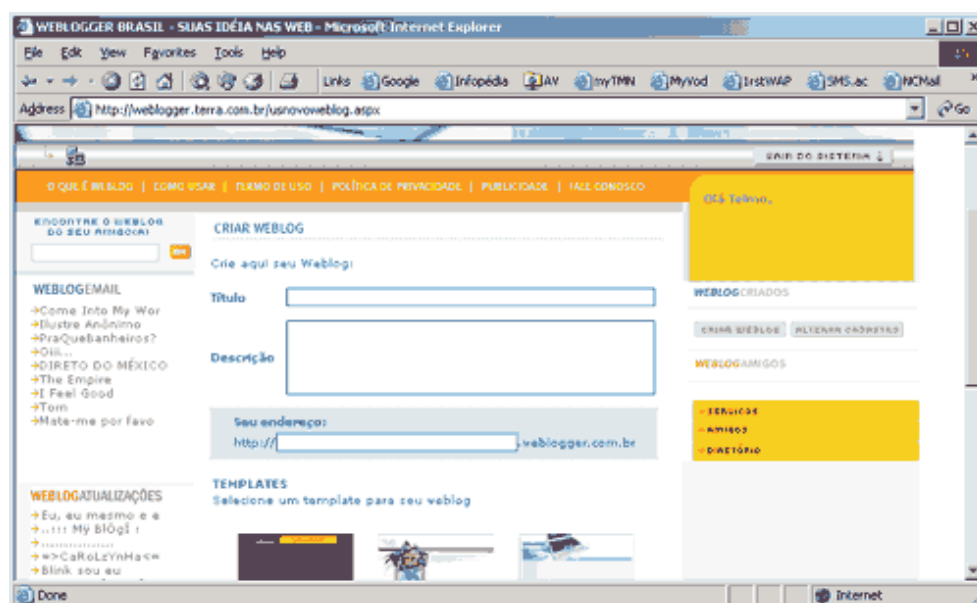 WEBLOGGER BRASIL - SUAS IDÉIA NAS WEB - Microsoft Internet Explorer
File Edit View Favorites Tools Help
Links Google Infopédia AV myTMN MyVod 1rstWAP SMS.ac NCMail
Address http://weblogger.terra.com.br/usnovoweblog.aspx Go
SAIR DO SISTEMA
O QUE É WEBLOG | COMO USAR | TERMO DE USO | POLÍTICA DE PRIVACIDADE | PUBLICIDADE | FALE CONOSCO
Olá Telmo,
ENCONTRE O WEBLOG
DO SEU AMIGO(A)
CRIAR WEBLOG
Crie aqui seu Weblog:
WEBLOGEMAIL
Come Into My Wor
Ilustre Anônimo
PraQueBanheiros?
Oiii...
DIRETO DO MÉXICO
The Empire
I Feel Good
Tom
Mate-me por favo
Título
Descrição
Seu endereço:
http:// .weblogger.com.br
WEBLOGCRIADOS
CRIAR WEBLOG ALTERAR CADASTRO
WEBLOGAMIGOS
SERVIÇOS
AMIGOS
DIRETÓRIO
TEMPLATES
Selecione um template para seu weblog
WEBLOGATUALIZAÇÕES
Eu, eu mesmo e a
..::: My BlOgI :
................
=>CaRoLzYnHa<=
Blink sou eu
Done Internet